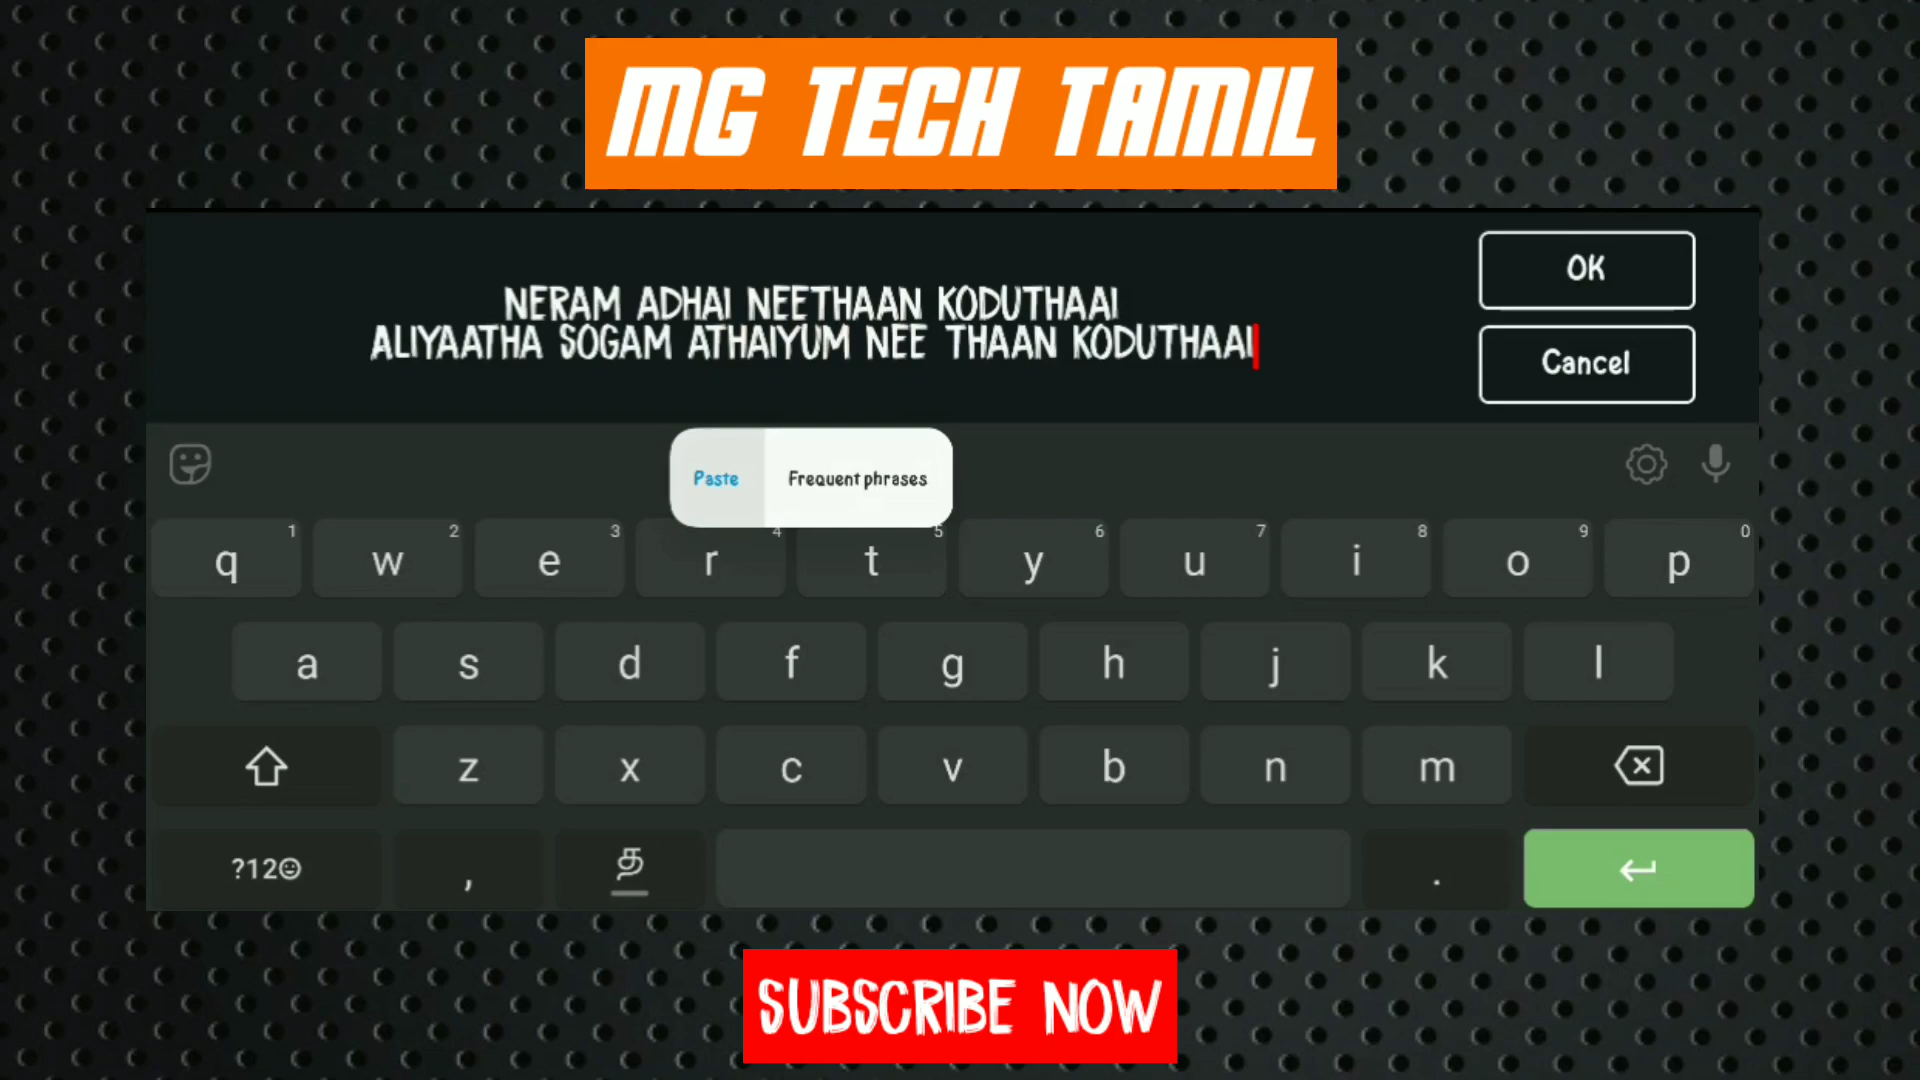 MG TECH TAMIL
NERAM ADHAI NEETHAAN KODUTHAAI
ALIYAATHA SOGAM ATHAIYUM NEE THAAN KODUTHAAI
OK
Cancel
Paste Frequent phrases
1 2 3 4 5 6 7 8 9 0
q w e r t y u i o p
a s d f g h j k l
z x c v b n m
?12☺ , த .
SUBSCRIBE NOW